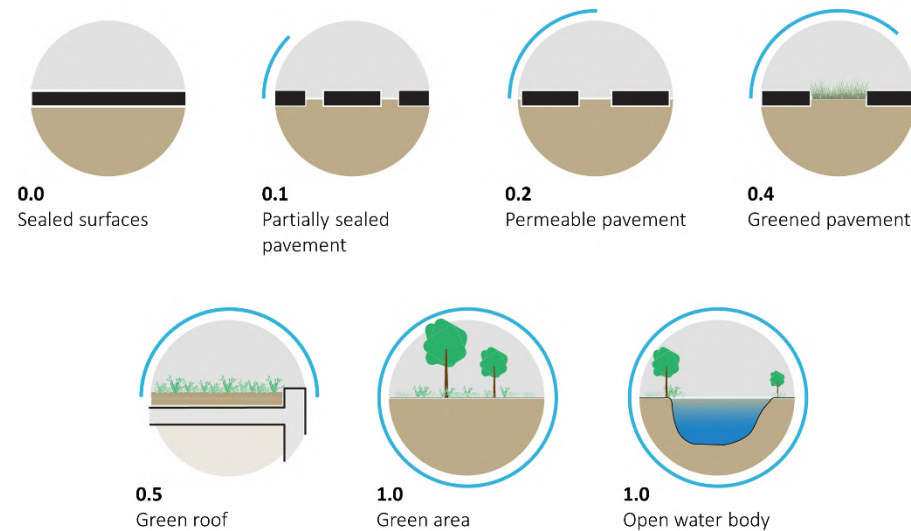 0.0
Sealed surfaces
0.1
Partially sealed
pavement
0.2
Permeable pavement
0.4
Greened pavement
0.5
Green roof
1.0
Green area
1.0
Open water body